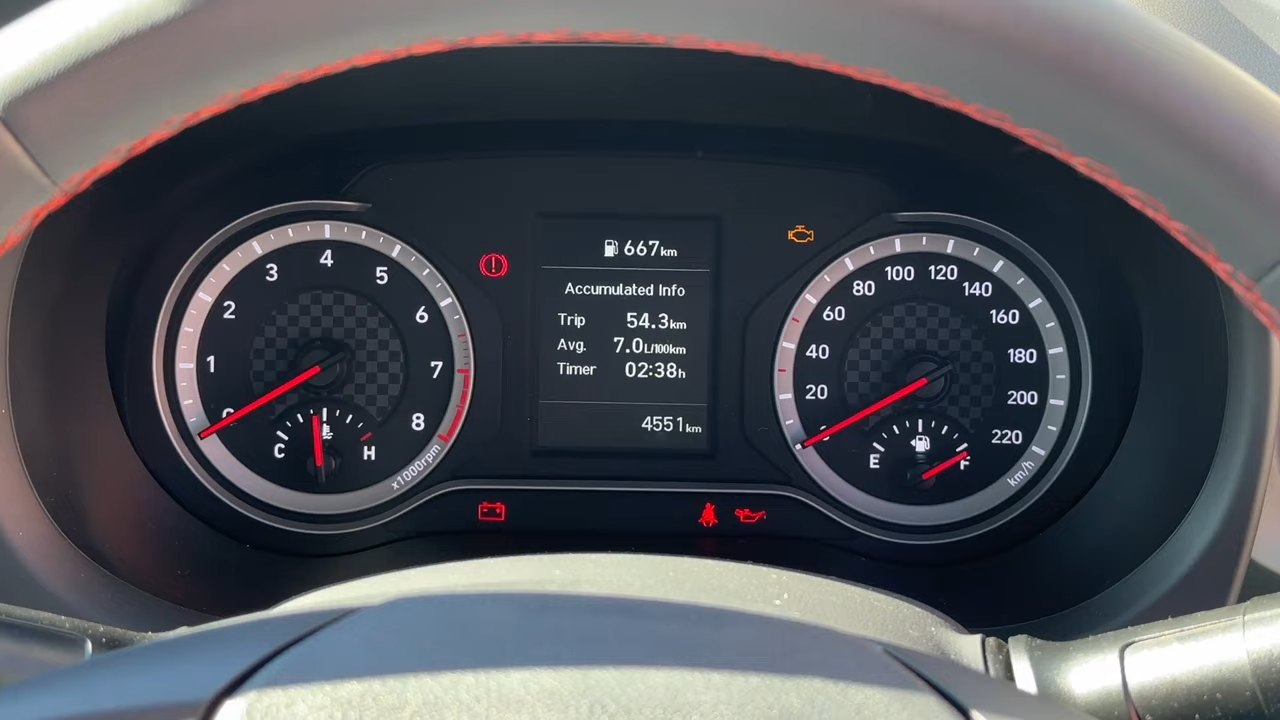 0
1
2
3
4
5
6
7
8
x1000rpm
C
H
667km
Accumulated Info
Trip 54.3km
Avg. 7.0L/100km
Timer 02:38h
4551km
20
40
60
80
100
120
140
160
180
200
220
km/h
E
F